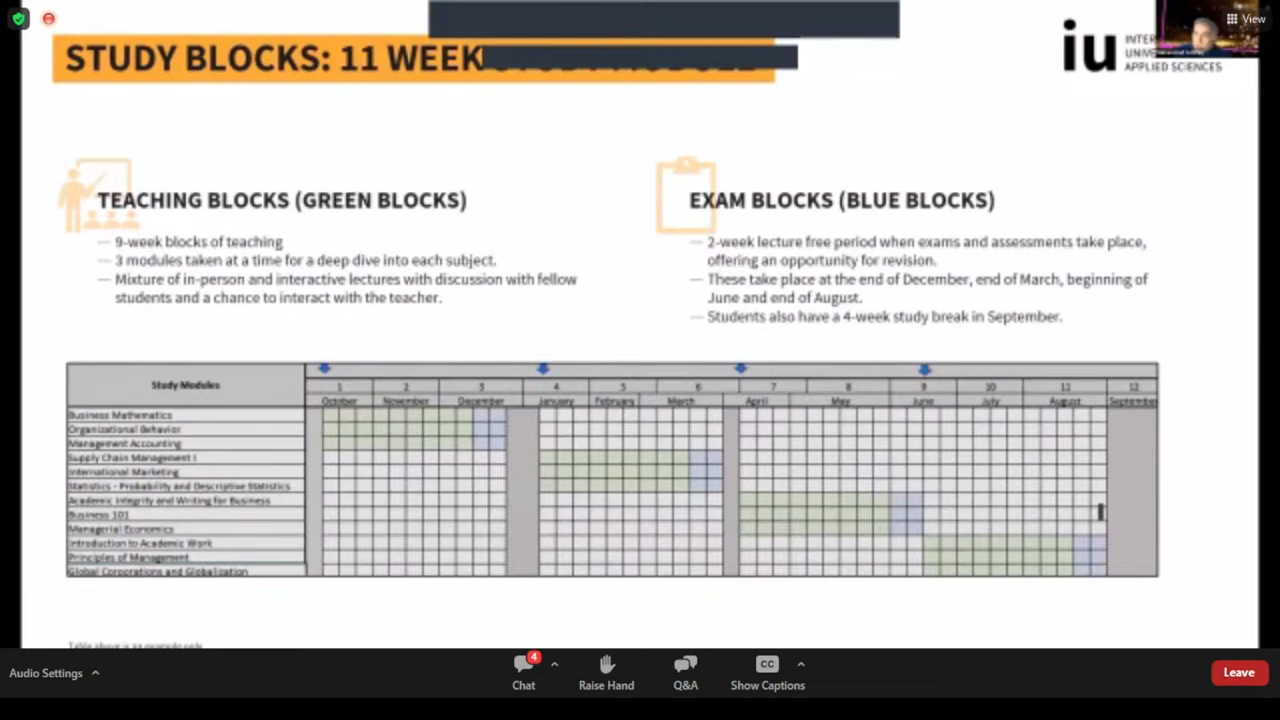 View
STUDY BLOCKS: 11 WEEK
iu
INTER
UNIVE
APPLIED SCIENCES
TEACHING BLOCKS (GREEN BLOCKS)
— 9-week blocks of teaching
— 3 modules taken at a time for a deep dive into each subject.
— Mixture of in-person and interactive lectures with discussion with fellow
students and a chance to interact with the teacher.
EXAM BLOCKS (BLUE BLOCKS)
— 2-week lecture free period when exams and assessments take place,
offering an opportunity for revision.
— These take place at the end of December, end of March, beginning of
June and end of August.
— Students also have a 4-week study break in September.
Study Modules
1 2 3 4 5 6 7 8 9 10 11 12
October November December January February March April May June July August September
Business Mathematics
Organizational Behavior
Management Accounting
Supply Chain Management I
International Marketing
Statistics - Probability and Descriptive Statistics
Academic Integrity and Writing for Business
Business 101
Managerial Economics
Introduction to Academic Work
Principles of Management
Global Corporations and Globalization
Table above is an example only
Audio Settings
4
Chat
Raise Hand
Q&A
CC
Show Captions
Leave